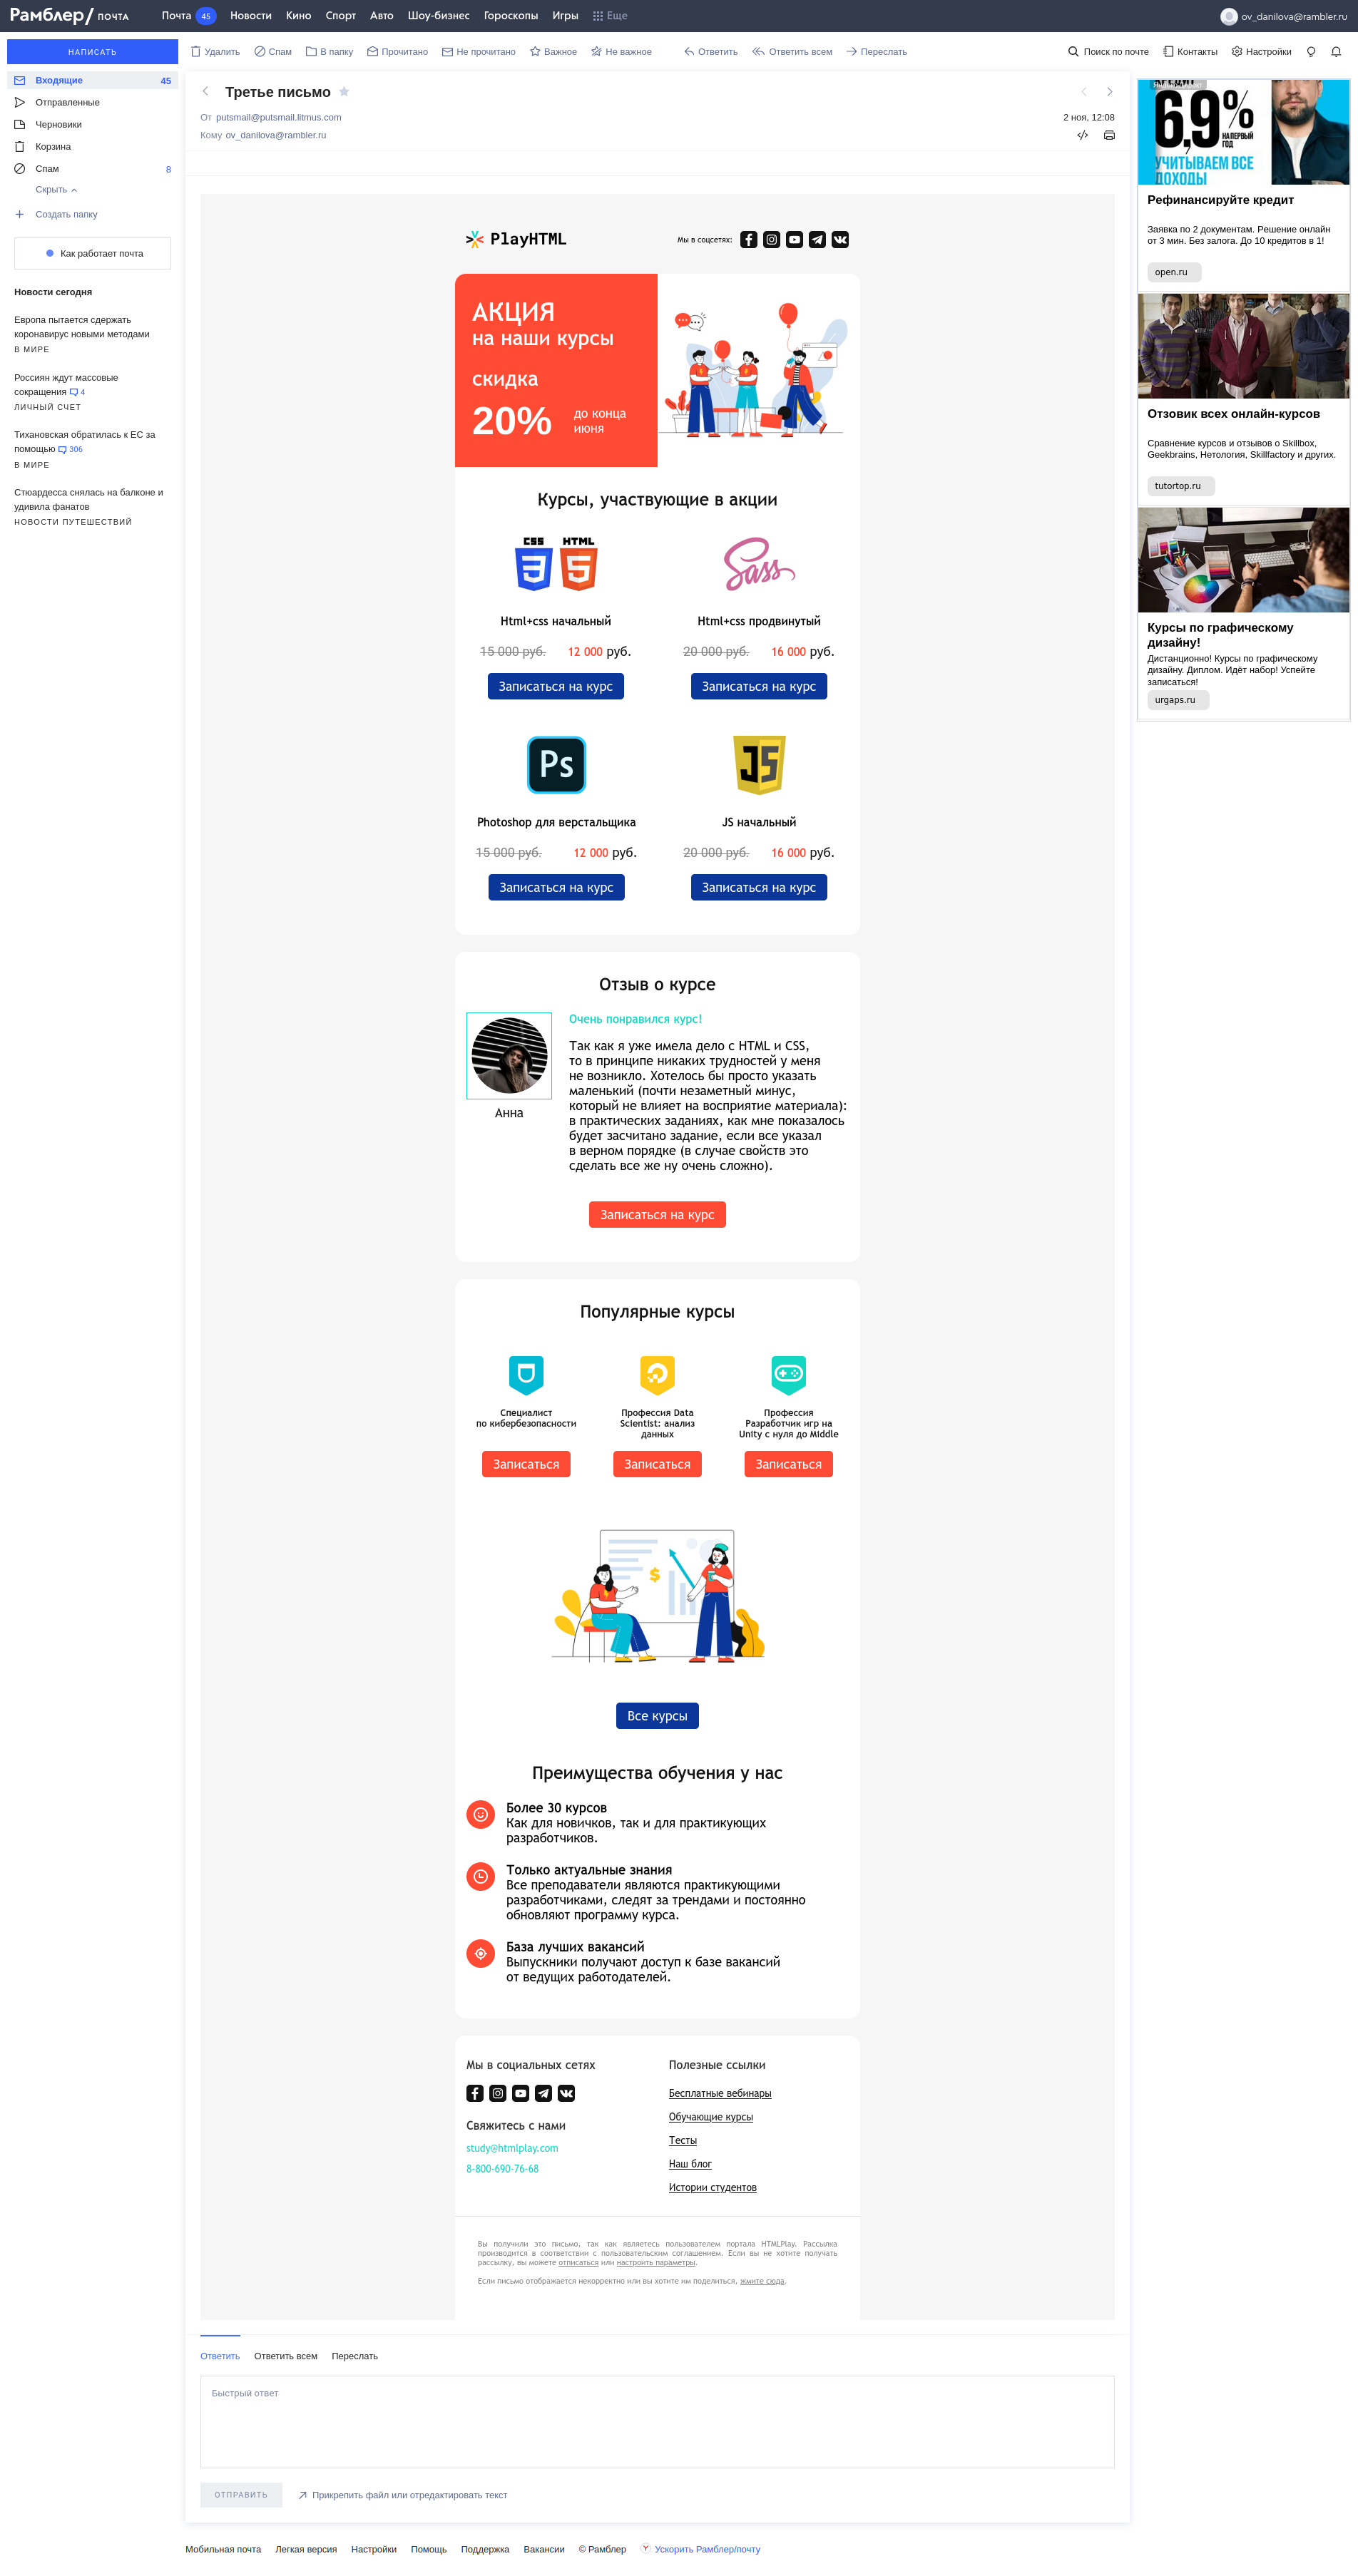 Рамблер/ почта
Почта 45 Новости Кино Спорт Авто Шоу-бизнес Гороскопы Игры Еще
ov_danilova@rambler.ru
НАПИСАТЬ
Удалить Спам В папку Прочитано Не прочитано Важное Не важное Ответить Ответить всем Переслать
Поиск по почте Контакты Настройки
Входящие 45
Отправленные
Черновики
Корзина
Спам 8
Скрыть
Создать папку
Как работает почта
Новости сегодня
Европа пытается сдержать
коронавирус новыми методами
В МИРЕ
Россиян ждут массовые
сокращения 4
ЛИЧНЫЙ СЧЕТ
Тихановская обратилась к ЕС за
помощью 306
В МИРЕ
Стюардесса снялась на балконе и
удивила фанатов
НОВОСТИ ПУТЕШЕСТВИЙ
Третье письмо
От putsmail@putsmail.litmus.com
2 ноя, 12:08
Кому ov_danilova@rambler.ru
PlayHTML
Мы в соцсетях:
АКЦИЯ
на наши курсы
скидка
20%
до конца
июня
Курсы, участвующие в акции
CSS HTML
Sass
Html+css начальный
15 000 руб. 12 000 руб.
Записаться на курс
Html+css продвинутый
20 000 руб. 16 000 руб.
Записаться на курс
Ps
JS
Photoshop для верстальщика
15 000 руб. 12 000 руб.
Записаться на курс
JS начальный
20 000 руб. 16 000 руб.
Записаться на курс
Отзыв о курсе
Анна
Очень понравился курс!
Так как я уже имела дело с HTML и CSS,
то в принципе никаких трудностей у меня
не возникло. Хотелось бы просто указать
маленький (почти незаметный минус,
который не влияет на восприятие материала):
в практических заданиях, как мне показалось
будет засчитано задание, если все указал
в верном порядке (в случае свойств это
сделать все же ну очень сложно).
Записаться на курс
Популярные курсы
Специалист
по кибербезопасности
Записаться
Профессия Data
Scientist: анализ
данных
Записаться
Профессия
Разработчик игр на
Unity с нуля до Middle
Записаться
$
Все курсы
Преимущества обучения у нас
Более 30 курсов
Как для новичков, так и для практикующих
разработчиков.
Только актуальные знания
Все преподаватели являются практикующими
разработчиками, следят за трендами и постоянно
обновляют программу курса.
База лучших вакансий
Выпускники получают доступ к базе вакансий
от ведущих работодателей.
Мы в социальных сетях
Свяжитесь с нами
study@htmlplay.com
8-800-690-76-68
Полезные ссылки
Бесплатные вебинары
Обучающие курсы
Тесты
Наш блог
Истории студентов
Вы получили это письмо, так как являетесь пользователем портала HTMLPlay. Рассылка
производится в соответствии с пользовательским соглашением. Если вы не хотите получать
рассылку, вы можете отписаться или настроить параметры.
Если письмо отображается некорректно или вы хотите им поделиться, жмите сюда.
Ответить Ответить всем Переслать
Быстрый ответ
ОТПРАВИТЬ
Прикрепить файл или отредактировать текст
Мобильная почта Легкая версия Настройки Помощь Поддержка Вакансии © Рамблер Ускорить Рамблер/почту
6,9%
НА ПЕРВЫЙ
ГОД
УЧИТЫВАЕМ ВСЕ
ДОХОДЫ
Рефинансируйте кредит
Заявка по 2 документам. Решение онлайн
от 3 мин. Без залога. До 10 кредитов в 1!
open.ru
Отзовик всех онлайн-курсов
Сравнение курсов и отзывов о Skillbox,
Geekbrains, Нетология, Skillfactory и других.
tutortop.ru
Курсы по графическому
дизайну!
Дистанционно! Курсы по графическому
дизайну. Диплом. Идёт набор! Успейте
записаться!
urgaps.ru